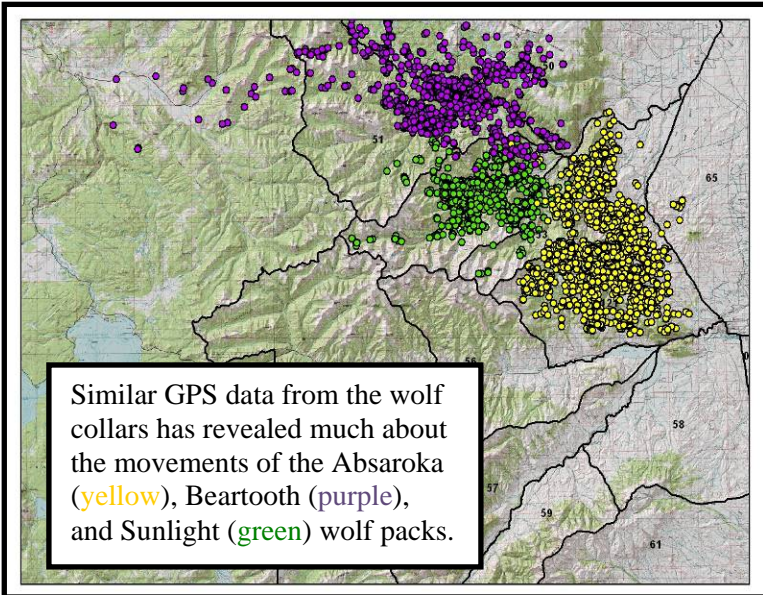 50
51
65
121
56
Similar GPS data from the wolf
collars has revealed much about
the movements of the Absaroka
(yellow), Beartooth (purple),
and Sunlight (green) wolf packs.
58
57
59
61